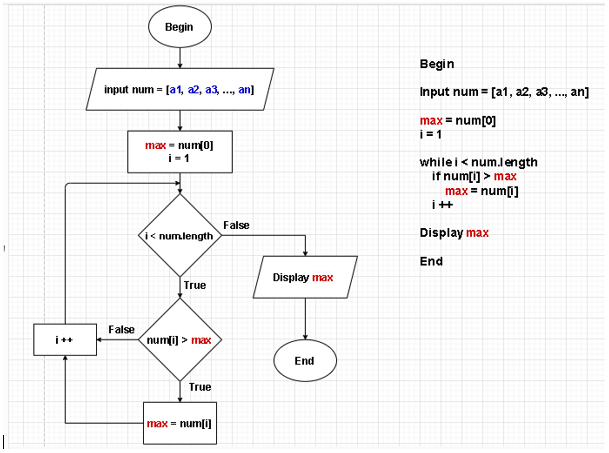 Begin
input num = [a1, a2, a3, ..., an]
max = num[0]
i = 1
i < num.length
False
True
Display max
num[i] > max
False
i ++
True
End
max = num[i]
Begin
Input num = [a1, a2, a3, ..., an]
max = num[0]
i = 1
while i < num.length
if num[i] > max
max = num[i]
i ++
Display max
End